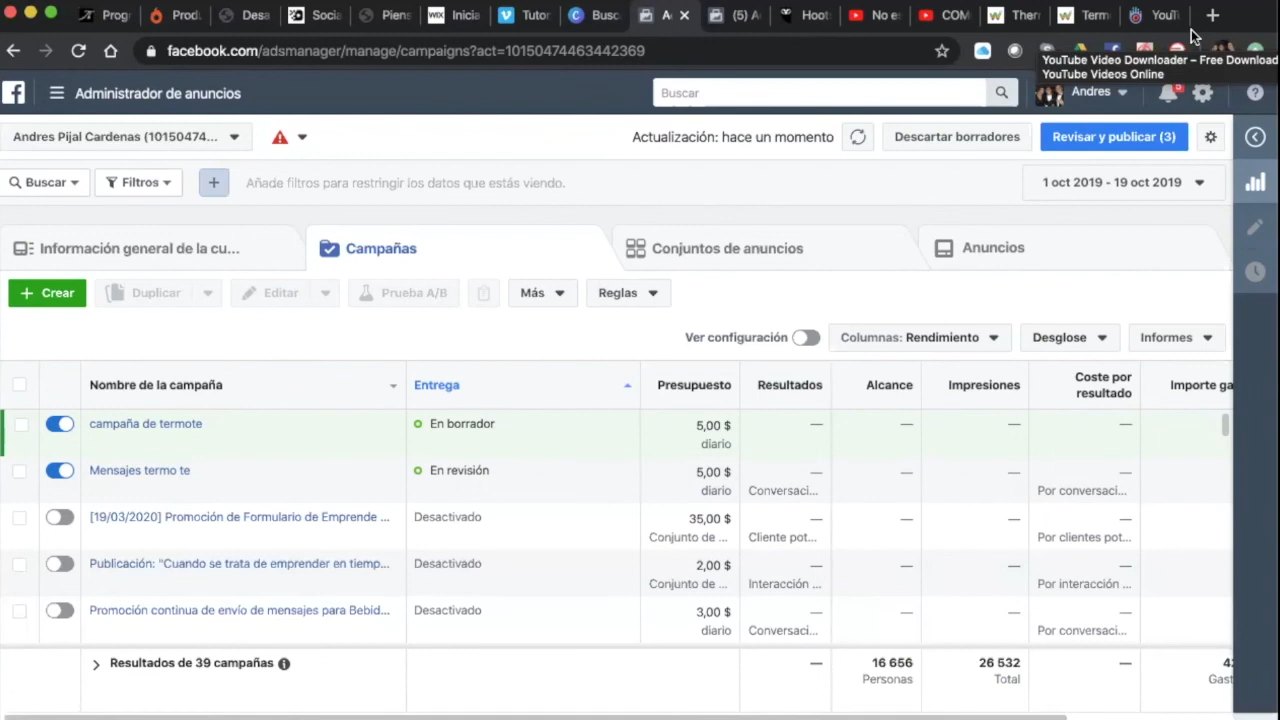 Progr
Produ
Desa
Socia
Piens
WIX Inicia
Tutor
Busc
A
(5) A
Hoot
No es
COM
Ther
Term
YouT
facebook.com/adsmanager/manage/campaigns?act=10150474463442369
YouTube Video Downloader – Free Download
YouTube Videos Online
Administrador de anuncios
Buscar
Andres
5
Andres Pijal Cardenas (10150474...
Actualización: hace un momento
Descartar borradores
Revisar y publicar (3)
Buscar
Filtros
Añade filtros para restringir los datos que estás viendo.
1 oct 2019 - 19 oct 2019
Información general de la cu...
Campañas
Conjuntos de anuncios
Anuncios
+ Crear
Duplicar
Editar
Prueba A/B
Más
Reglas
Ver configuración
Columnas: Rendimiento
Desglose
Informes
Nombre de la campaña
Entrega
Presupuesto
Resultados
Alcance
Impresiones
Coste por
resultado
Importe ga
campaña de termote
En borrador
5,00 $
diario
—
—
—
—
Mensajes termo te
En revisión
5,00 $
diario
—
Conversaci...
—
—
—
Por conversaci...
[19/03/2020] Promoción de Formulario de Emprende ...
Desactivado
35,00 $
Conjunto de ...
—
Cliente pot...
—
—
—
Por clientes pot...
Publicación: "Cuando se trata de emprender en tiemp...
Desactivado
2,00 $
Conjunto de ...
—
Interacción ...
—
—
—
Por interacción ...
Promoción continua de envío de mensajes para Bebid...
Desactivado
3,00 $
diario
—
Conversaci...
—
—
—
Por conversaci...
Resultados de 39 campañas
—
16 656
Personas
26 532
Total
—
Gast